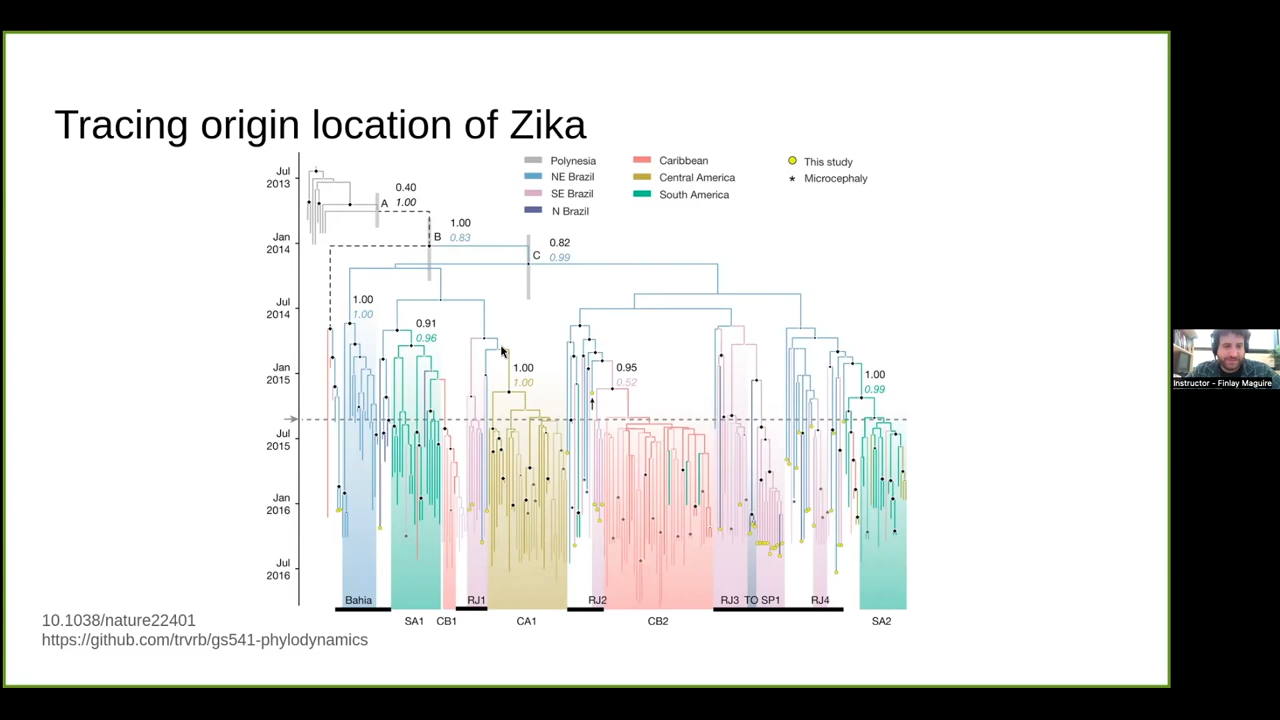 Tracing origin location of Zika
Polynesia
NE Brazil
SE Brazil
N Brazil
Caribbean
Central America
South America
This study
Microcephaly
Jul
2013
Jan
2014
Jul
2014
Jan
2015
Jul
2015
Jan
2016
Jul
2016
A
0.40
1.00
B
1.00
0.83
C
0.82
0.99
1.00
1.00
0.91
0.96
1.00
1.00
0.95
0.52
1.00
0.99
Bahia
RJ1
RJ2
RJ3 TO SP1
RJ4
SA1
CB1
CA1
CB2
SA2
10.1038/nature22401
https://github.com/trvrb/gs541-phylodynamics
Instructor - Finlay Maguire